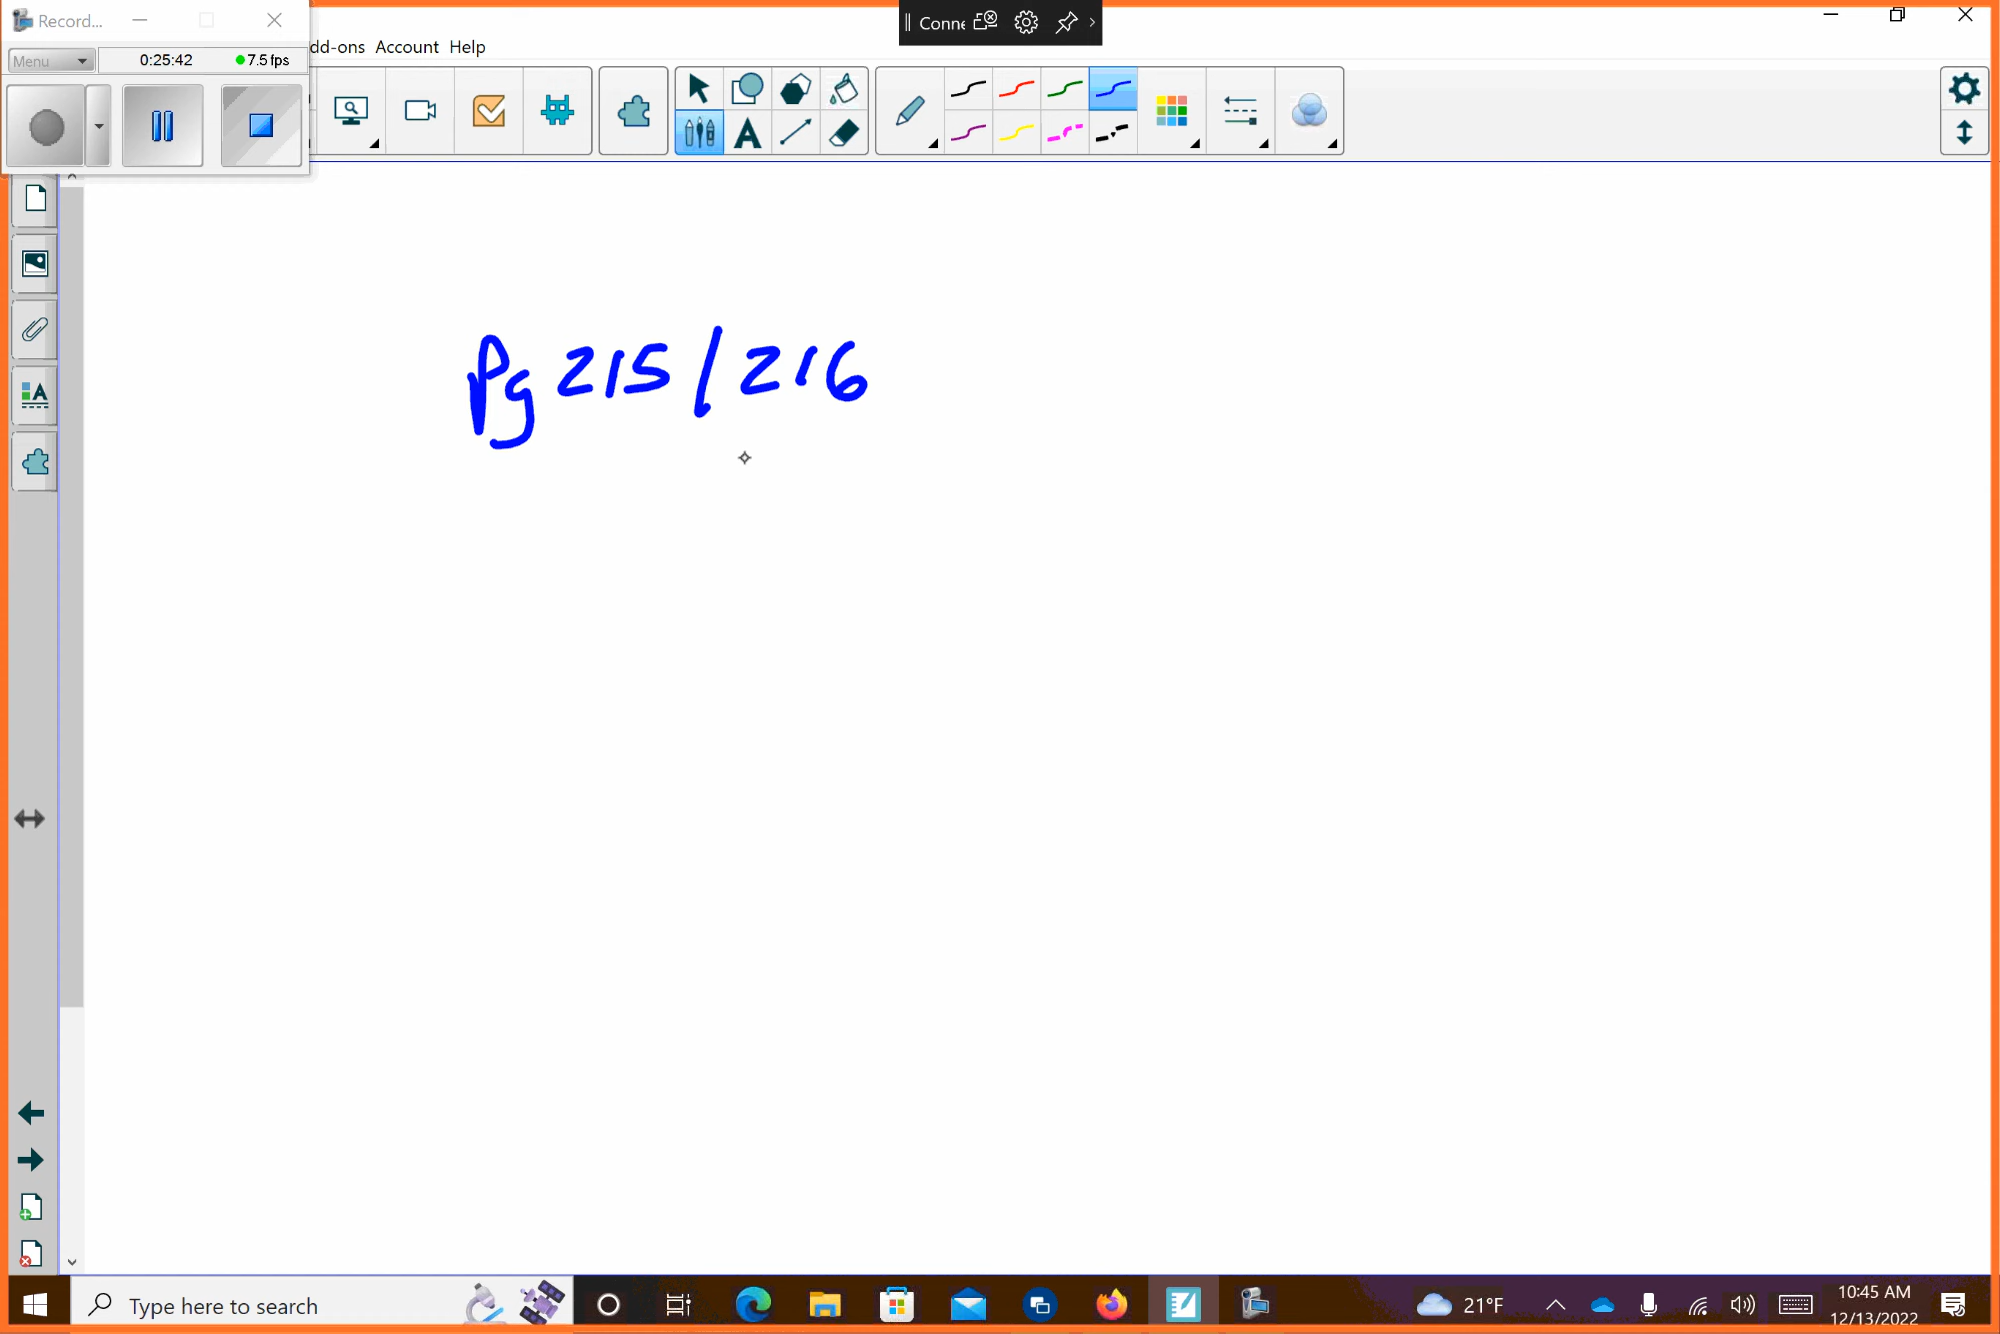 Record...
Conne
dd-ons Account Help
Menu 0:25:42 7.5 fps
Pg 215/216
Type here to search
21°F
10:45 AM
12/13/2022